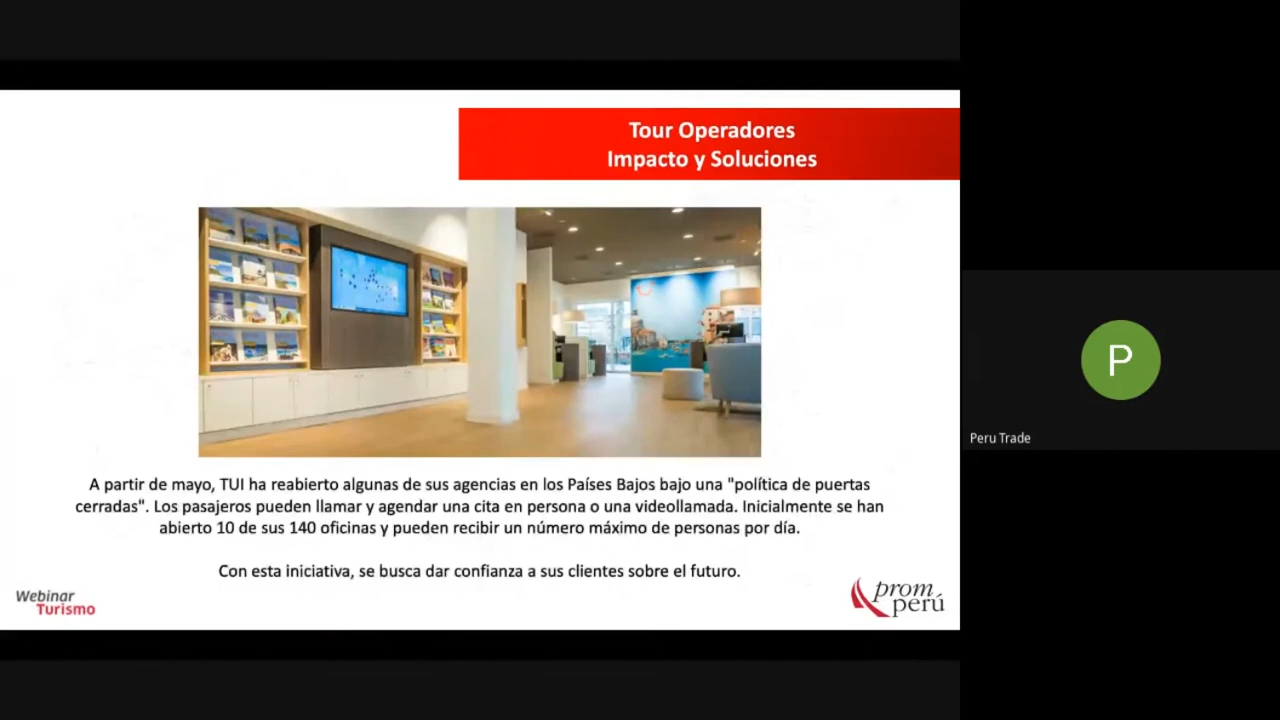 Tour Operadores
Impacto y Soluciones
A partir de mayo, TUI ha reabierto algunas de sus agencias en los Países Bajos bajo una "política de puertas
cerradas". Los pasajeros pueden llamar y agendar una cita en persona o una videollamada. Inicialmente se han
abierto 10 de sus 140 oficinas y pueden recibir un número máximo de personas por día.
Con esta iniciativa, se busca dar confianza a sus clientes sobre el futuro.
Webinar
Turismo
prom
perú
P
Peru Trade